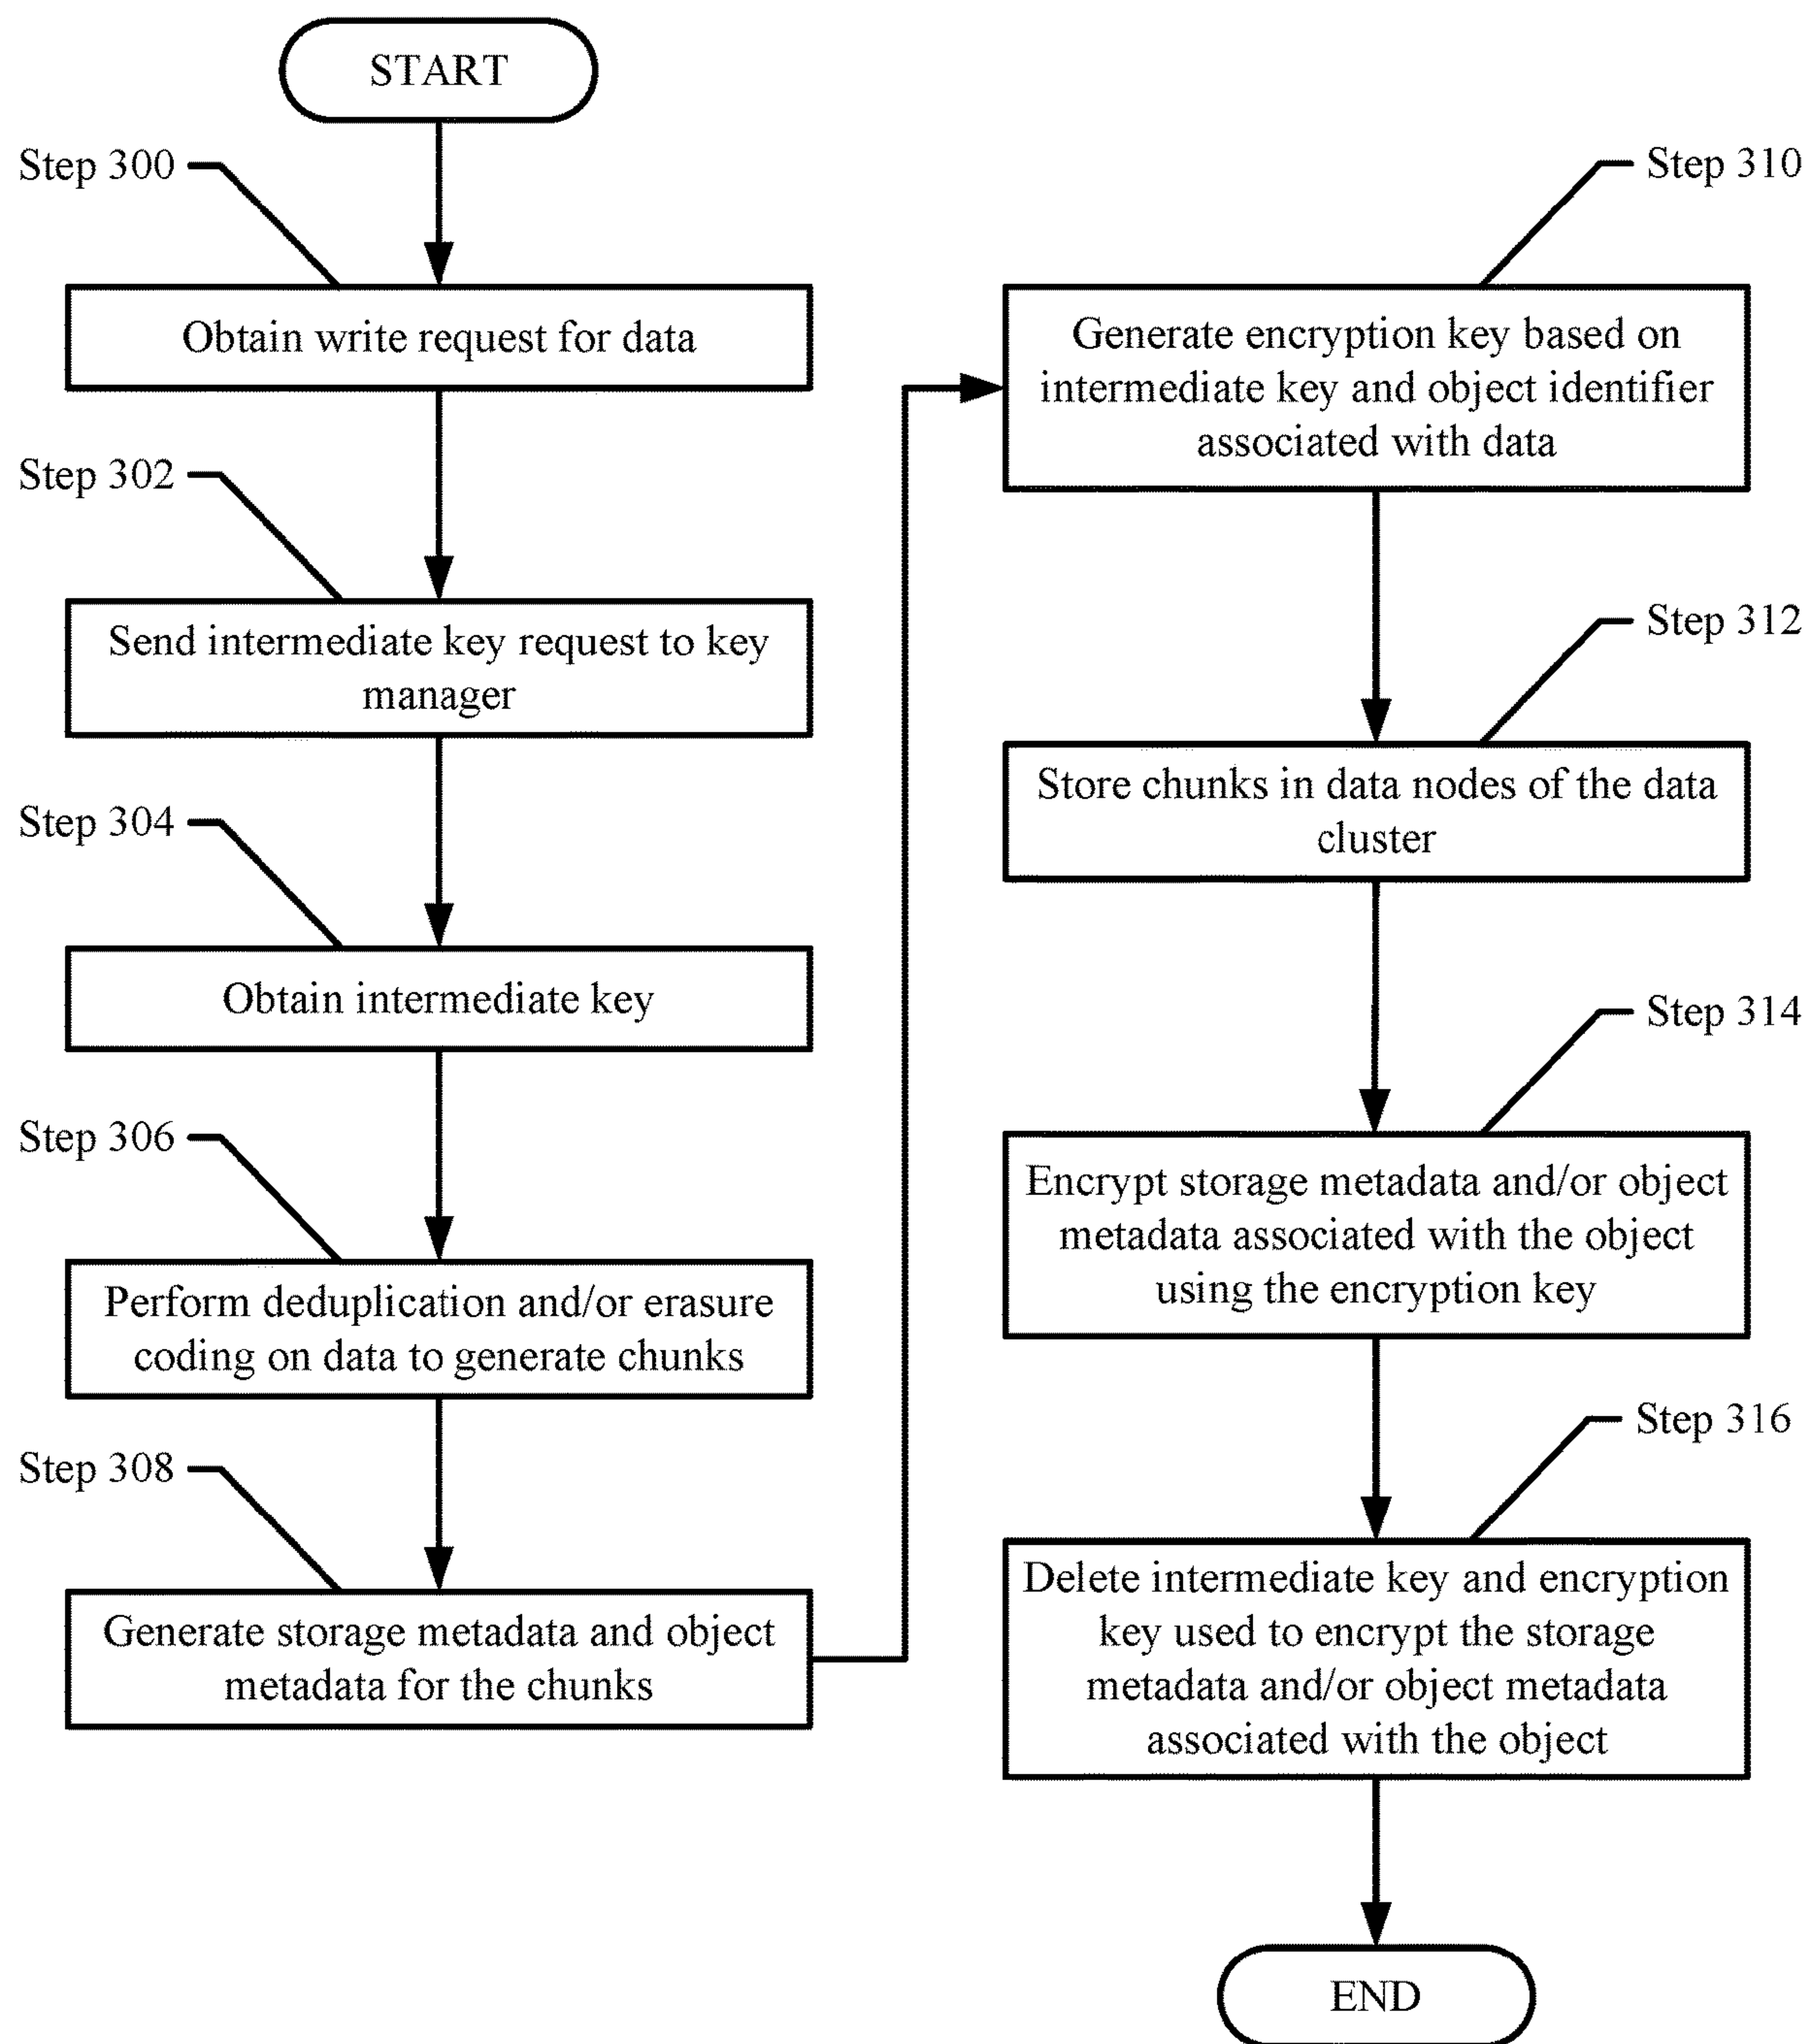 START
Step 300
Obtain write request for data
Step 302
Send intermediate key request to key
manager
Step 304
Obtain intermediate key
Step 306
Perform deduplication and/or erasure
coding on data to generate chunks
Step 308
Generate storage metadata and object
metadata for the chunks
Step 310
Generate encryption key based on
intermediate key and object identifier
associated with data
Step 312
Store chunks in data nodes of the data
cluster
Step 314
Encrypt storage metadata and/or object
metadata associated with the object
using the encryption key
Step 316
Delete intermediate key and encryption
key used to encrypt the storage
metadata and/or object metadata
associated with the object
END